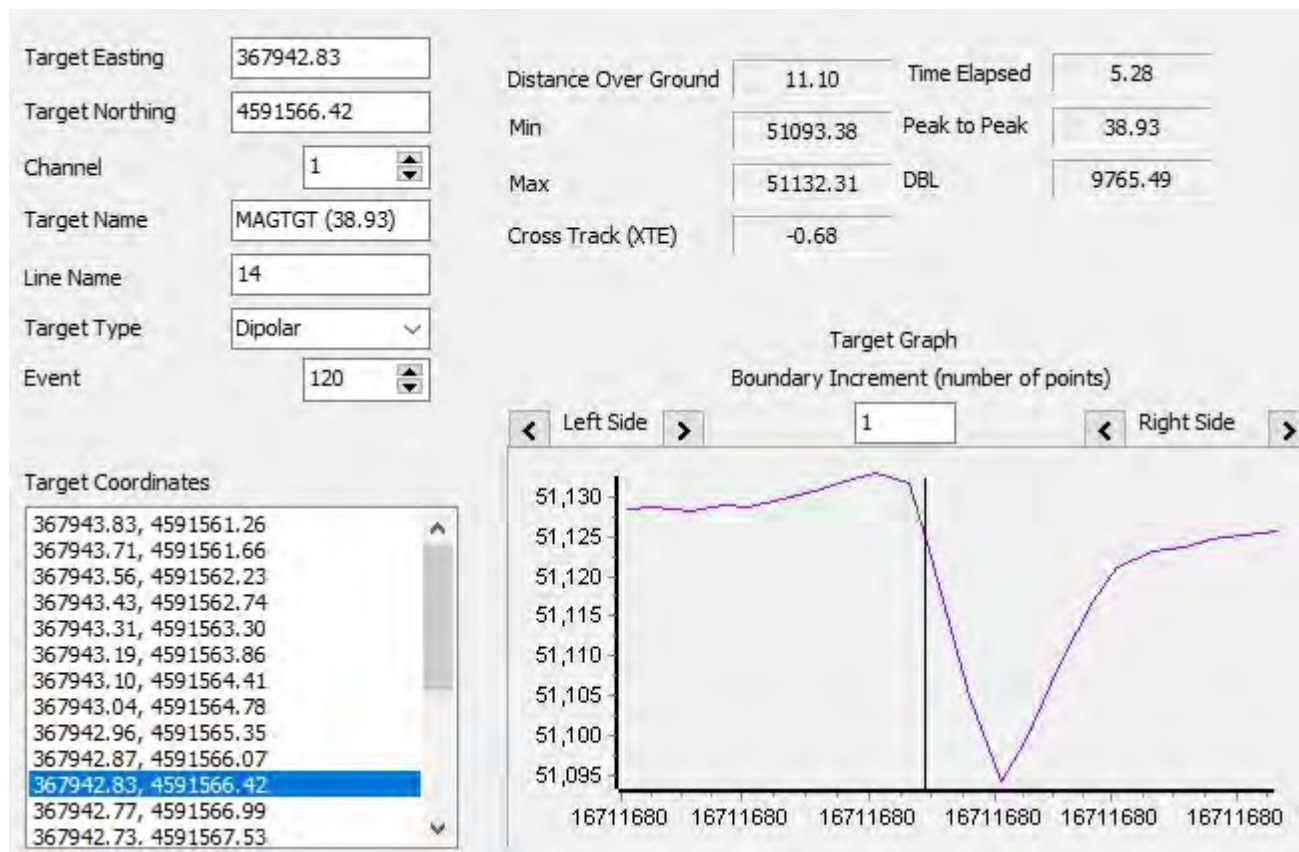 Target Easting 367942.83
Target Northing 4591566.42
Channel 1
Target Name MAGTGT (38.93)
Line Name 14
Target Type Dipolar
Event 120
Distance Over Ground 11.10 Time Elapsed 5.28
Min 51093.38 Peak to Peak 38.93
Max 51132.31 DBL 9765.49
Cross Track (XTE) -0.68
Target Coordinates
367943.83, 4591561.26
367943.71, 4591561.66
367943.56, 4591562.23
367943.43, 4591562.74
367943.31, 4591563.30
367943.19, 4591563.86
367943.10, 4591564.41
367943.04, 4591564.78
367942.96, 4591565.35
367942.87, 4591566.07
367942.83, 4591566.42
367942.77, 4591566.99
367942.73, 4591567.53
Target Graph
Boundary Increment (number of points)
Left Side 1 Right Side
51,130
51,125
51,120
51,115
51,110
51,105
51,100
51,095
16711680 16711680 16711680 16711680 16711680 16711680